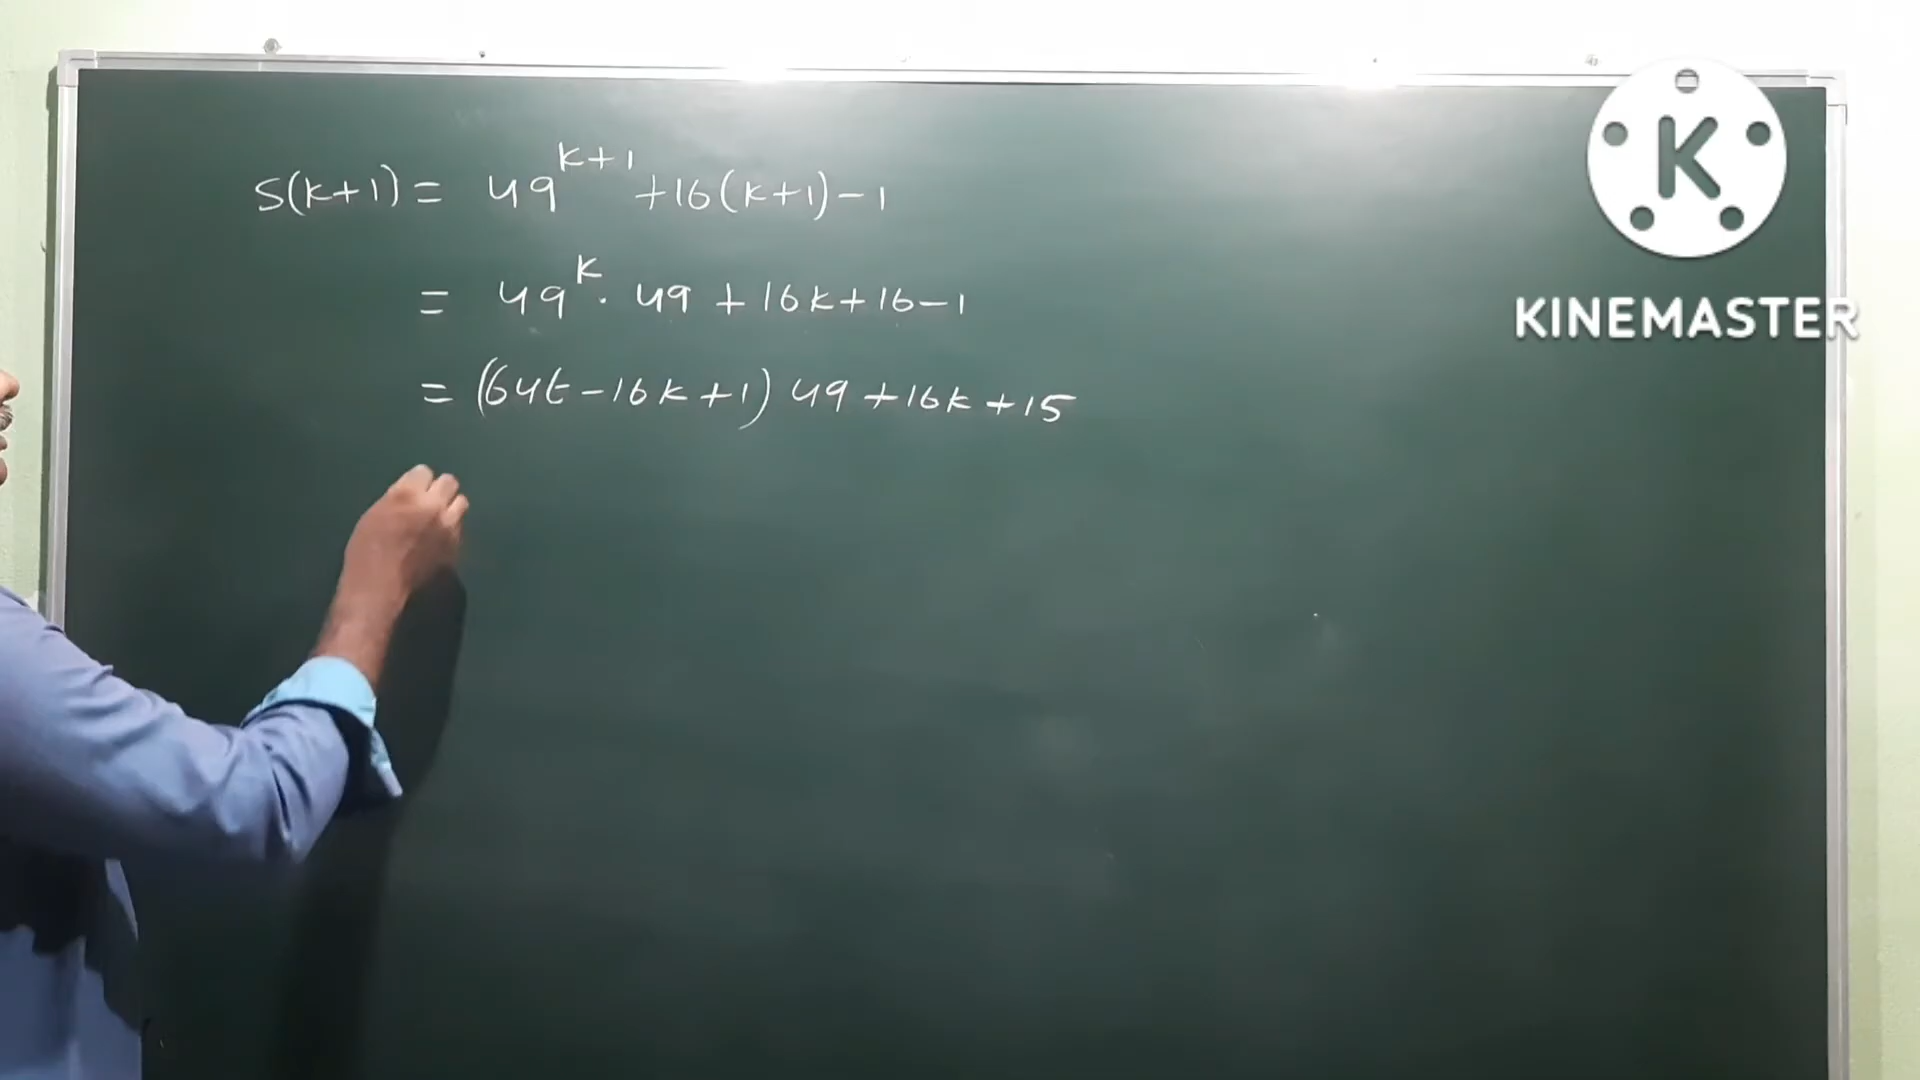 S(k+1) = 49^{k+1} + 16(k+1) - 1
= 49^k · 49 + 16k + 16 - 1
= (64t - 16k + 1) 49 + 16k + 15
K
KINEMASTER